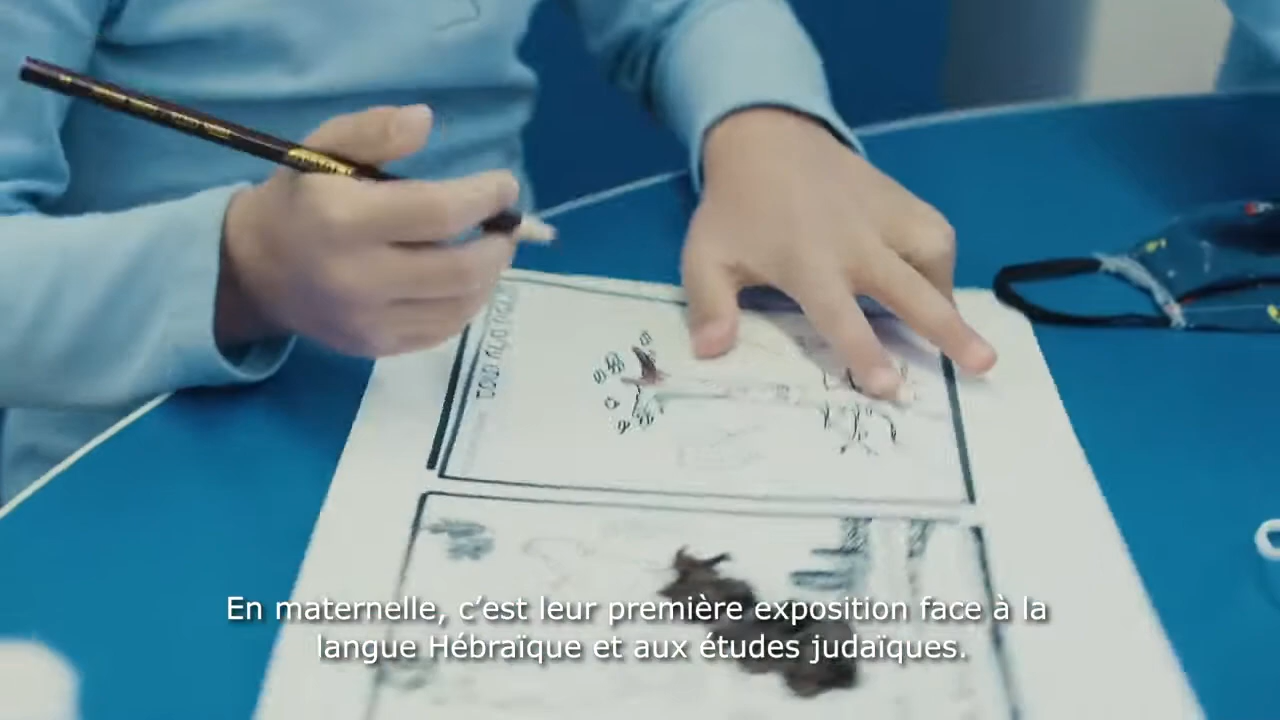 En maternelle, c’est leur première exposition face à la
langue Hébraïque et aux études judaïques.